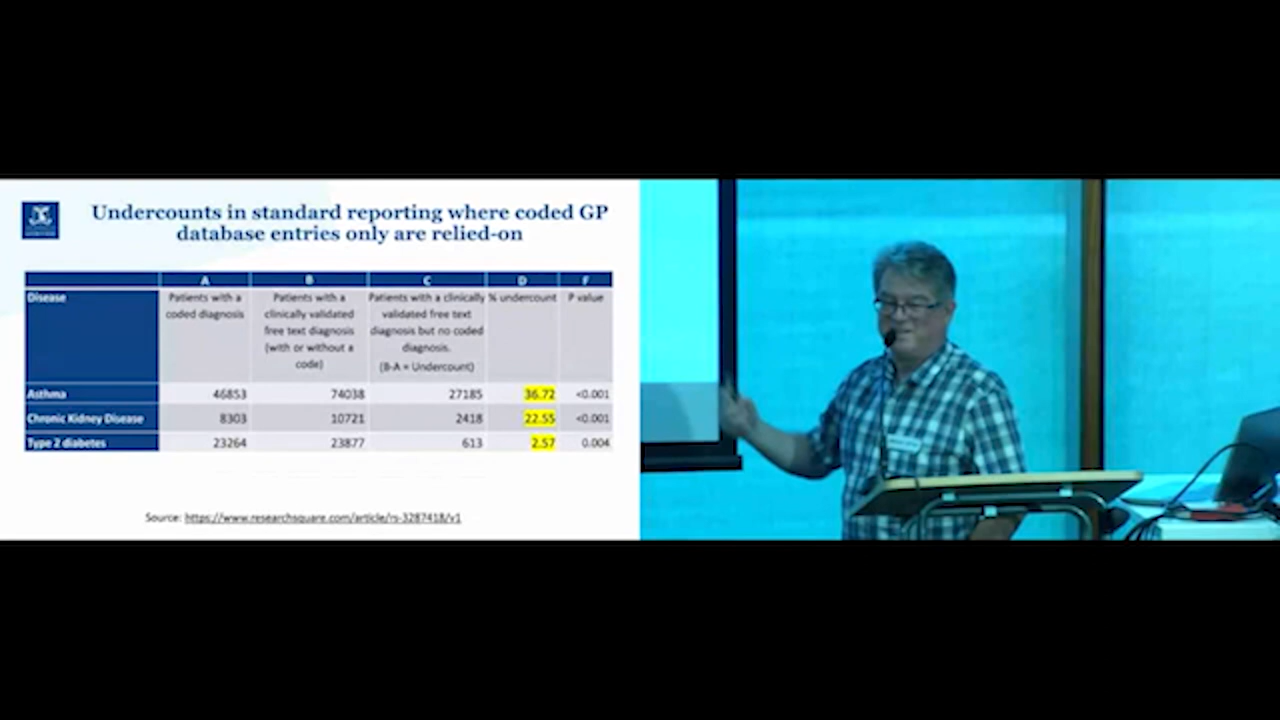 Undercounts in standard reporting where coded GP
database entries only are relied-on
A B C D F
Disease
Patients with a
coded diagnosis
Patients with a
clinically validated
free text diagnosis
(with or without a
code)
Patients with a clinically
validated free text
diagnosis but no coded
diagnosis.
(B-A = Undercount)
% undercount
P value
Asthma 46853 74038 27185 36.72 <0.001
Chronic Kidney Disease 8303 10721 2418 22.55 <0.001
Type 2 diabetes 23264 23877 613 2.57 0.004
Source: https://www.researchsquare.com/article/rs-3287418/v1